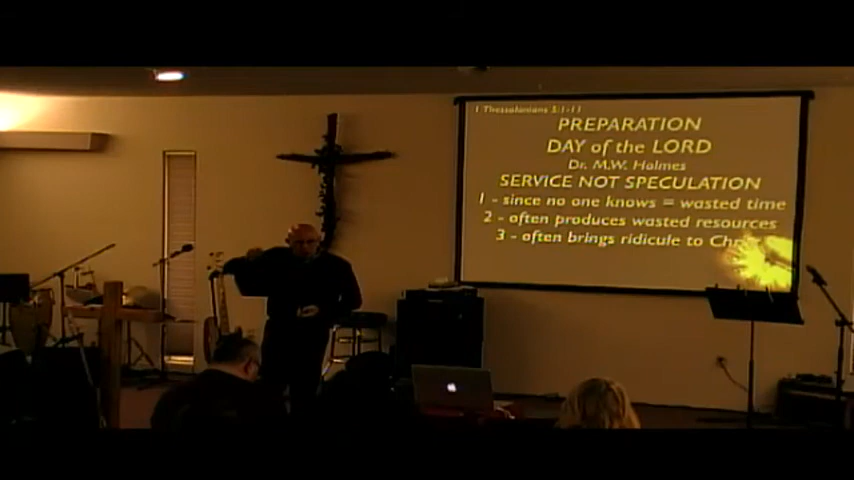 1 Thessalonians 5:1-11
PREPARATION
DAY of the LORD
Dr. M.W. Holmes
SERVICE NOT SPECULATION
1 - since no one knows = wasted time
2 - often produces wasted resources
3 - often brings ridicule to Christ